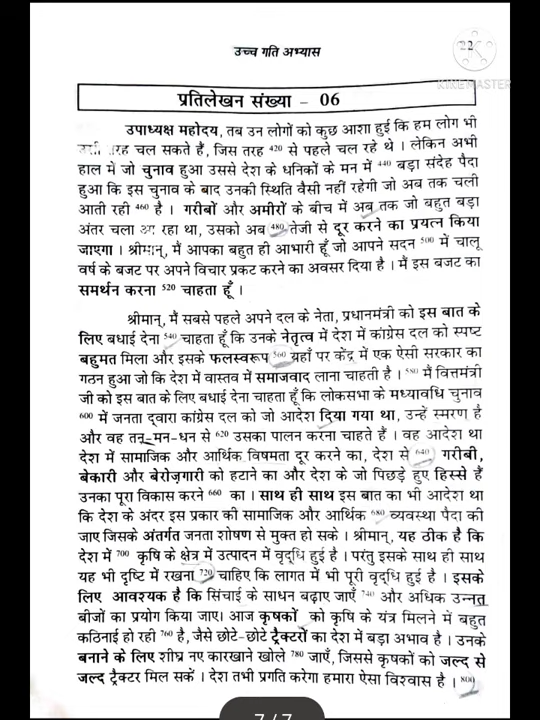 उच्च गति अभ्यास
22
KINEMASTER
प्रतिलेखन संख्या - 06
उपाध्यक्ष महोदय, तब उन लोगों को कुछ आशा हुई कि हम लोग भी
तरह चल सकते हैं, जिस तरह 420 से पहले चल रहे थे । लेकिन अभी
हाल में जो चुनाव हुआ उससे देश के धनिकों के मन में 440 बड़ा संदेह पैदा
हुआ कि इस चुनाव के बाद उनकी स्थिति वैसी नहीं रहेगी जो अब तक चली
आती रही 460 है । गरीबों और अमीरों के बीच में अब तक जो बहुत बड़ा
अंतर चला आ रहा था, उसको अब 480 तेजी से दूर करने का प्रयत्न किया
जाएगा । श्रीमान्, मैं आपका बहुत ही आभारी हूँ जो आपने सदन 500 में चालू
वर्ष के बजट पर अपने विचार प्रकट करने का अवसर दिया है । मैं इस बजट का
समर्थन करना 520 चाहता हूँ ।
श्रीमान्, मैं सबसे पहले अपने दल के नेता, प्रधानमंत्री को इस बात के
लिए बधाई देना 540 चाहता हूँ कि उनके नेतृत्व में देश में कांग्रेस दल को स्पष्ट
बहुमत मिला और इसके फलस्वरूप 560 यहाँ पर केंद्र में एक ऐसी सरकार का
गठन हुआ जो कि देश में वास्तव में समाजवाद लाना चाहती है । 580 मैं वित्तमंत्री
जी को इस बात के लिए बधाई देना चाहता हूँ कि लोकसभा के मध्यावधि चुनाव
600 में जनता द्वारा कांग्रेस दल को जो आदेश दिया गया था, उन्हें स्मरण है
और वह तन-मन-धन से 620 उसका पालन करना चाहते हैं । वह आदेश था
देश में सामाजिक और आर्थिक विषमता दूर करने का, देश से 640 गरीबी,
बेकारी और बेरोज़गारी को हटाने का और देश के जो पिछड़े हुए हिस्से हैं
उनका पूरा विकास करने 660 का । साथ ही साथ इस बात का भी आदेश था
कि देश के अंदर इस प्रकार की सामाजिक और आर्थिक 680 व्यवस्था पैदा की
जाए जिसके अंतर्गत जनता शोषण से मुक्त हो सके । श्रीमान्, यह ठीक है कि
देश में 700 कृषि के क्षेत्र में उत्पादन में वृद्धि हुई है । परंतु इसके साथ ही साथ
यह भी दृष्टि में रखना 720 चाहिए कि लागत में भी पूरी वृद्धि हुई है । इसके
लिए आवश्यक है कि सिंचाई के साधन बढ़ाए जाएँ 740 और अधिक उन्नत
बीजों का प्रयोग किया जाए। आज कृषकों को कृषि के यंत्र मिलने में बहुत
कठिनाई हो रही 760 है, जैसे छोटे-छोटे ट्रैक्टरों का देश में बड़ा अभाव है । उनके
बनाने के लिए शीघ्र नए कारखाने खोले 780 जाएँ, जिससे कृषकों को जल्द से
जल्द ट्रैक्टर मिल सकें । देश तभी प्रगति करेगा हमारा ऐसा विश्वास है । 800
7/7